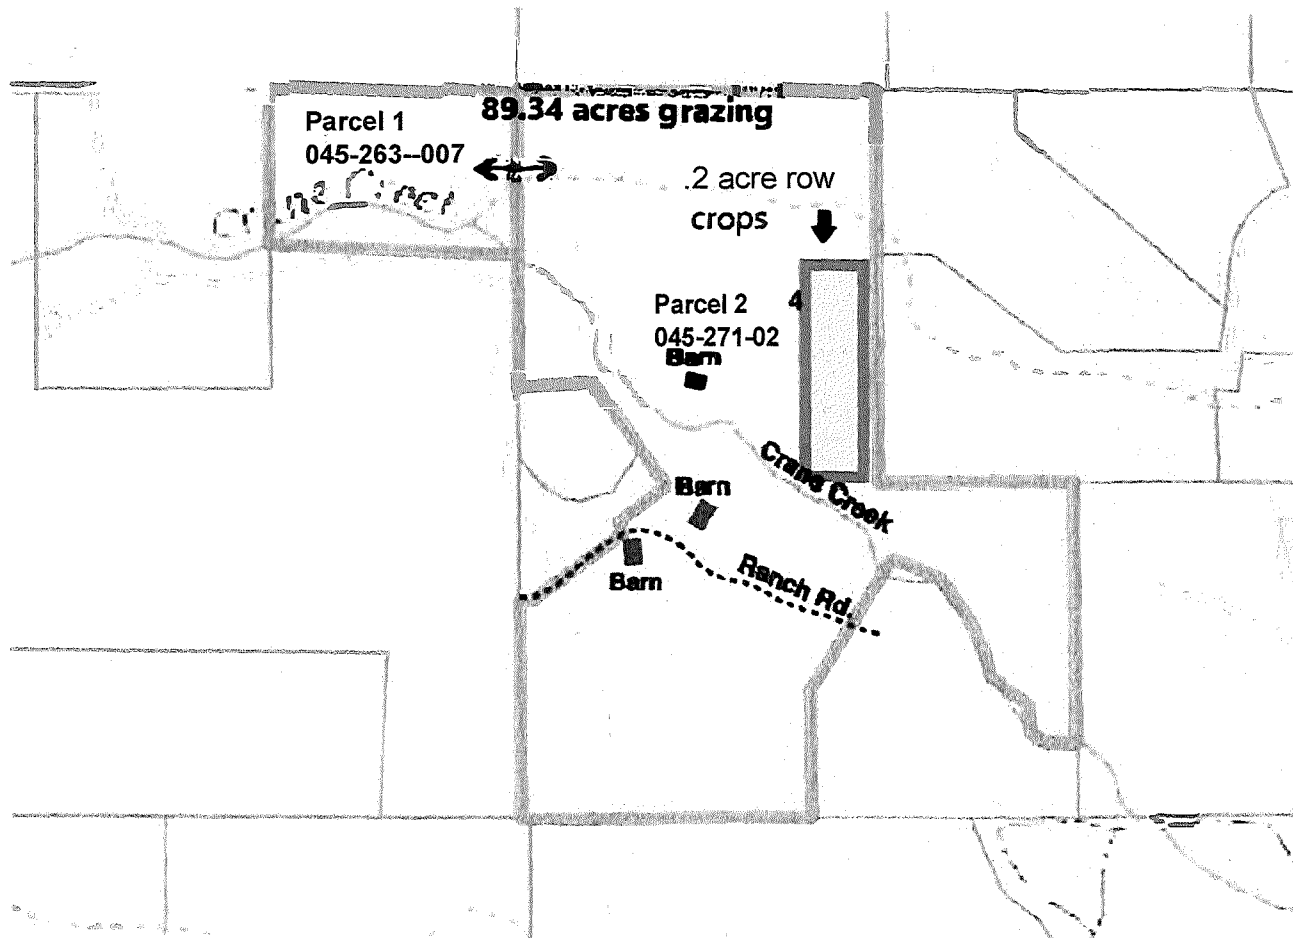 89.34 acres grazing
Parcel 1
045-263--007
.2 acre row
crops
Parcel 2
4
045-271-02
Barn
Crane Creek
Barn
Ranch Rd.
Barn